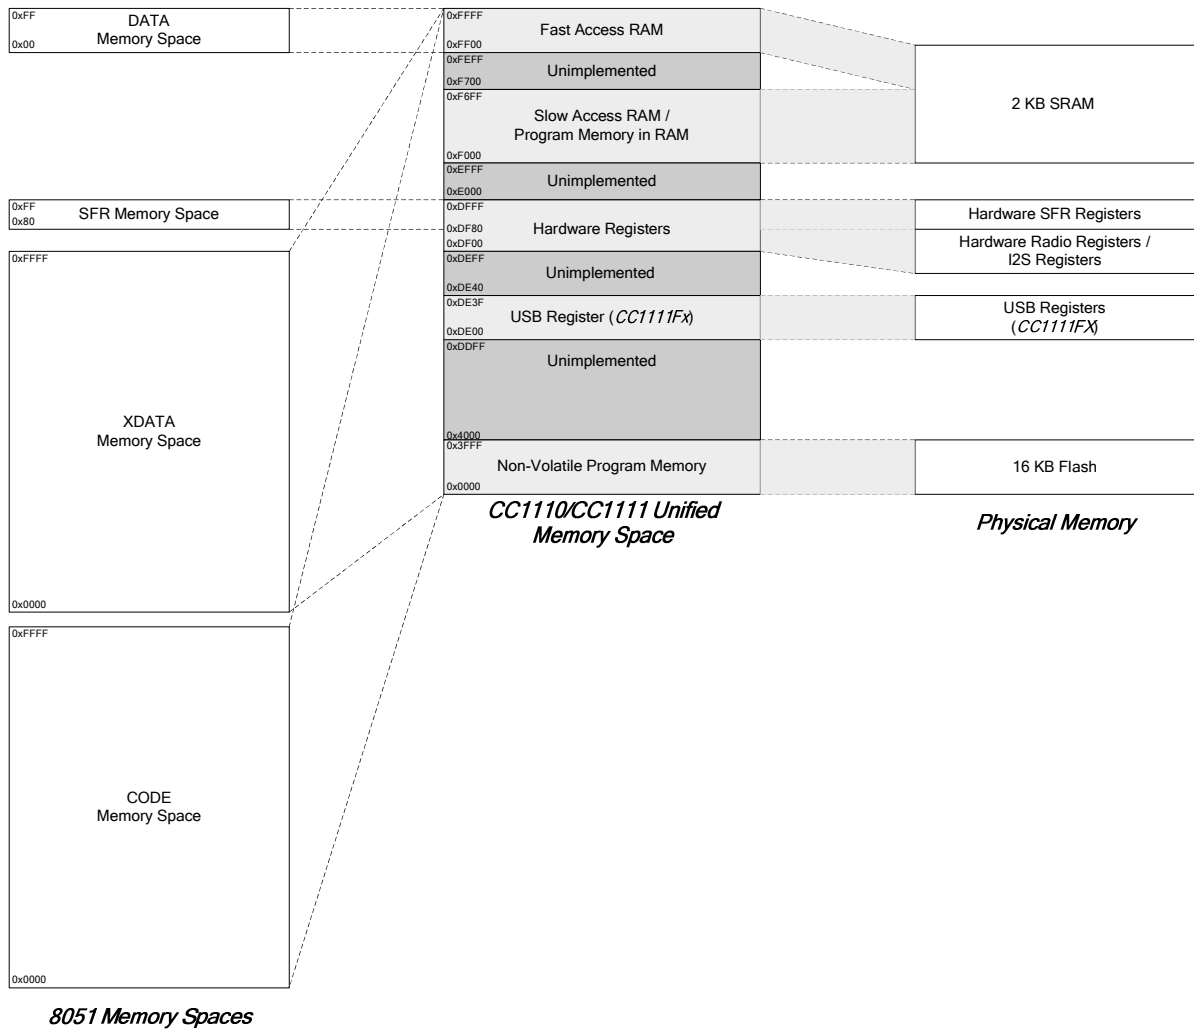 0xFF
DATA
Memory Space
0x00
0xFF
SFR Memory Space
0x80
0xFFFF
XDATA
Memory Space
0x0000
0xFFFF
CODE
Memory Space
0x0000
8051 Memory Spaces
0xFFFF
Fast Access RAM
0xFF00
0xFEFF
Unimplemented
0xF700
0xF6FF
Slow Access RAM /
Program Memory in RAM
0xF000
0xEFFF
Unimplemented
0xE000
0xDFFF
0xDF80
Hardware Registers
0xDF00
0xDEFF
Unimplemented
0xDE40
0xDE3F
USB Register (CC1111Fx)
0xDE00
0xDDFF
Unimplemented
0x4000
0x3FFF
Non-Volatile Program Memory
0x0000
CC1110/CC1111 Unified
Memory Space
2 KB SRAM
Hardware SFR Registers
Hardware Radio Registers /
I2S Registers
USB Registers
(CC1111FX)
16 KB Flash
Physical Memory